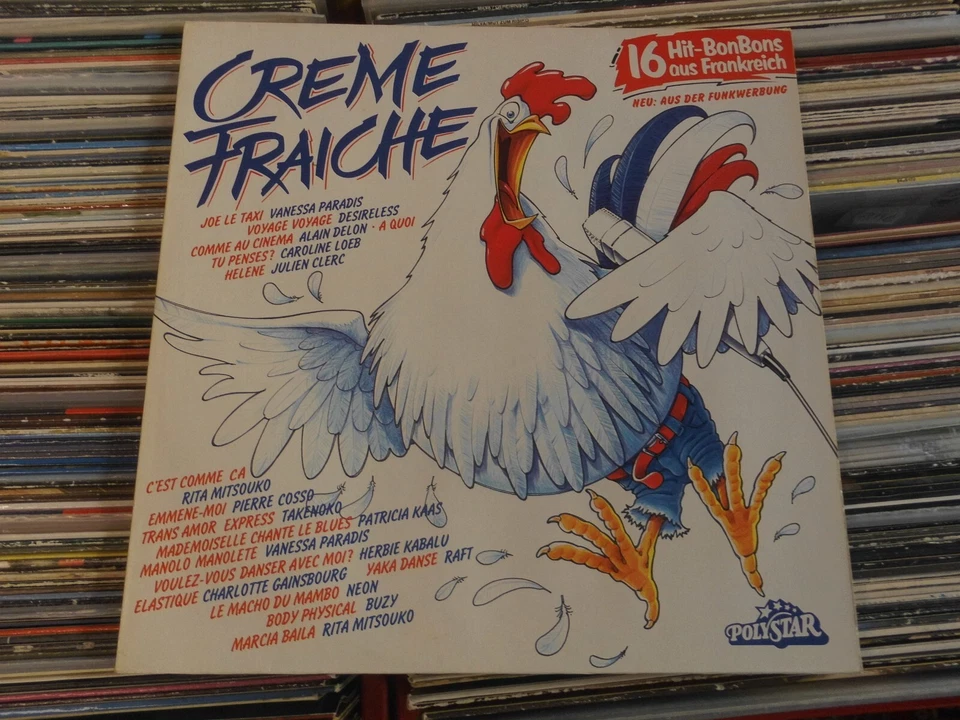 CREME
FRAICHE
16 Hit-BonBons
aus Frankreich
NEU: AUS DER FUNKWERBUNG
JOE LE TAXI VANESSA PARADIS
VOYAGE VOYAGE DESIRELESS
COMME AU CINEMA ALAIN DELON · A QUOI
TU PENSES? CAROLINE LOEB
HELENE JULIEN CLERC
C'EST COMME CA
RITA MITSOUKO
EMMENE-MOI PIERRE COSSO
TRANS AMOR EXPRESS TAKENOKO
MADEMOISELLE CHANTE LE BLUES PATRICIA KAAS
MANOLO MANOLETE VANESSA PARADIS
VOULEZ-VOUS DANSER AVEC MOI? HERBIE KABALU
ELASTIQUE CHARLOTTE GAINSBOURG YAKA DANSE RAFT
LE MACHO DU MAMBO NEON
BODY PHYSICAL BUZY
MARCIA BAILA RITA MITSOUKO
POLYSTAR